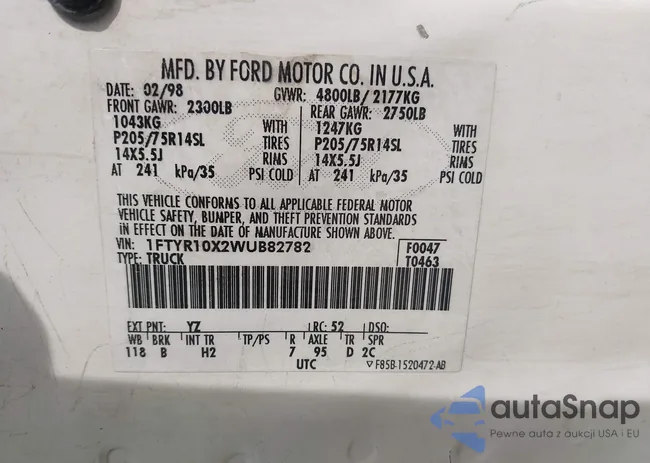 MFD. BY FORD MOTOR CO. IN U.S.A.
DATE: 02/98 GVWR: 4800LB/2177KG
FRONT GAWR: 2300LB REAR GAWR: 2750LB
1043KG WITH 1247KG WITH
P205/75R14SL TIRES P205/75R14SL TIRES
14X5.5J RIMS 14X5.5J RIMS
AT 241 kPa/35 PSI COLD AT 241 kPa/35 PSI COLD
THIS VEHICLE CONFORMS TO ALL APPLICABLE FEDERAL MOTOR
VEHICLE SAFETY, BUMPER, AND THEFT PREVENTION STANDARDS
IN EFFECT ON THE DATE OF MANUFACTURE SHOWN ABOVE.
VIN: 1FTYR10X2WUB82782 F0047
TYPE: TRUCK T0463
EXT PNT: YZ RC: 52 DSO:
WB BRK INT TR TP/PS R AXLE TR SPR
118 B H2 7 95 D 2C
UTC F85B-1520472-AB
autaSnap
Pewne auta z aukcji USA i EU